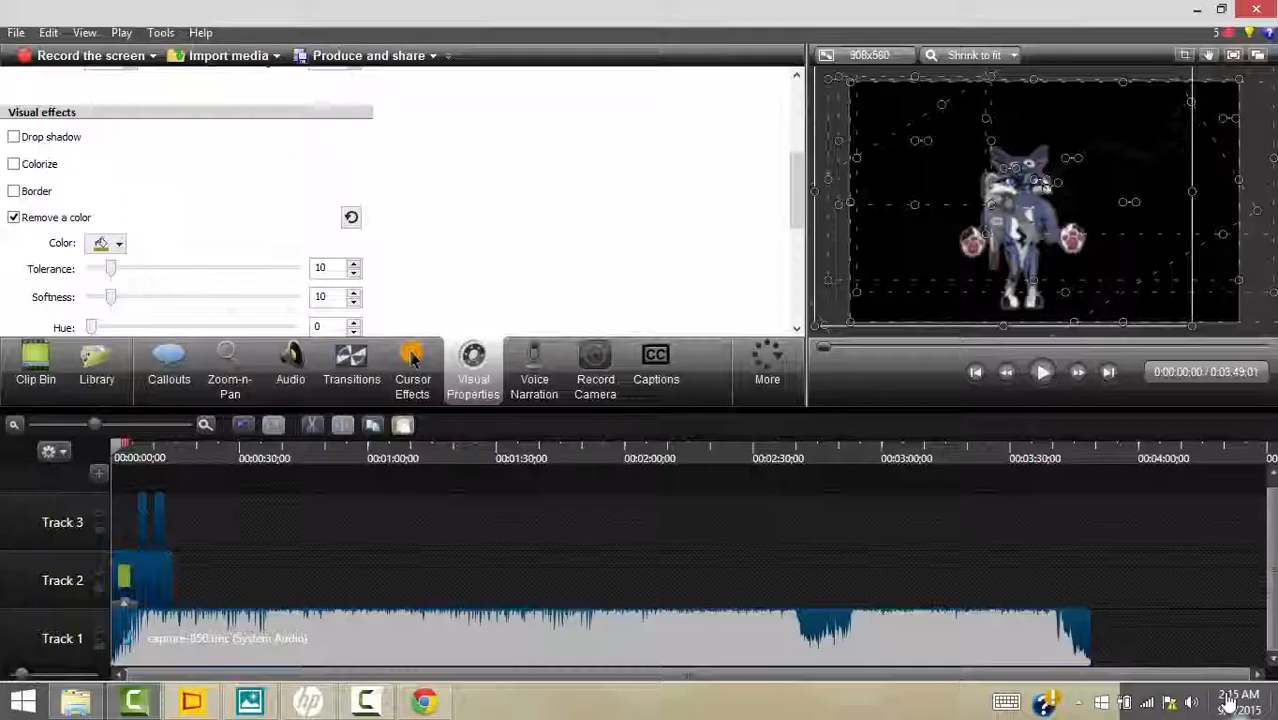 File Edit View Play Tools Help
5
Record the screen Import media Produce and share
908x560 Shrink to fit
Visual effects
Drop shadow
Colorize
Border
Remove a color
Color:
Tolerance: 10
Softness: 10
Hue: 0
Clip Bin Library Callouts Zoom-n-Pan Audio Transitions Cursor Effects Visual Properties Voice Narration Record Camera CC Captions More
0:00:00;00 / 0:03:49;01
00:00:00;00 00:00:30;00 00:01:00;00 00:01:30;00 00:02:00;00 00:02:30;00 00:03:00;00 00:03:30;00 00:04:00;00
Track 3
Track 2
Track 1 (System Audio)
hp
2:15 AM